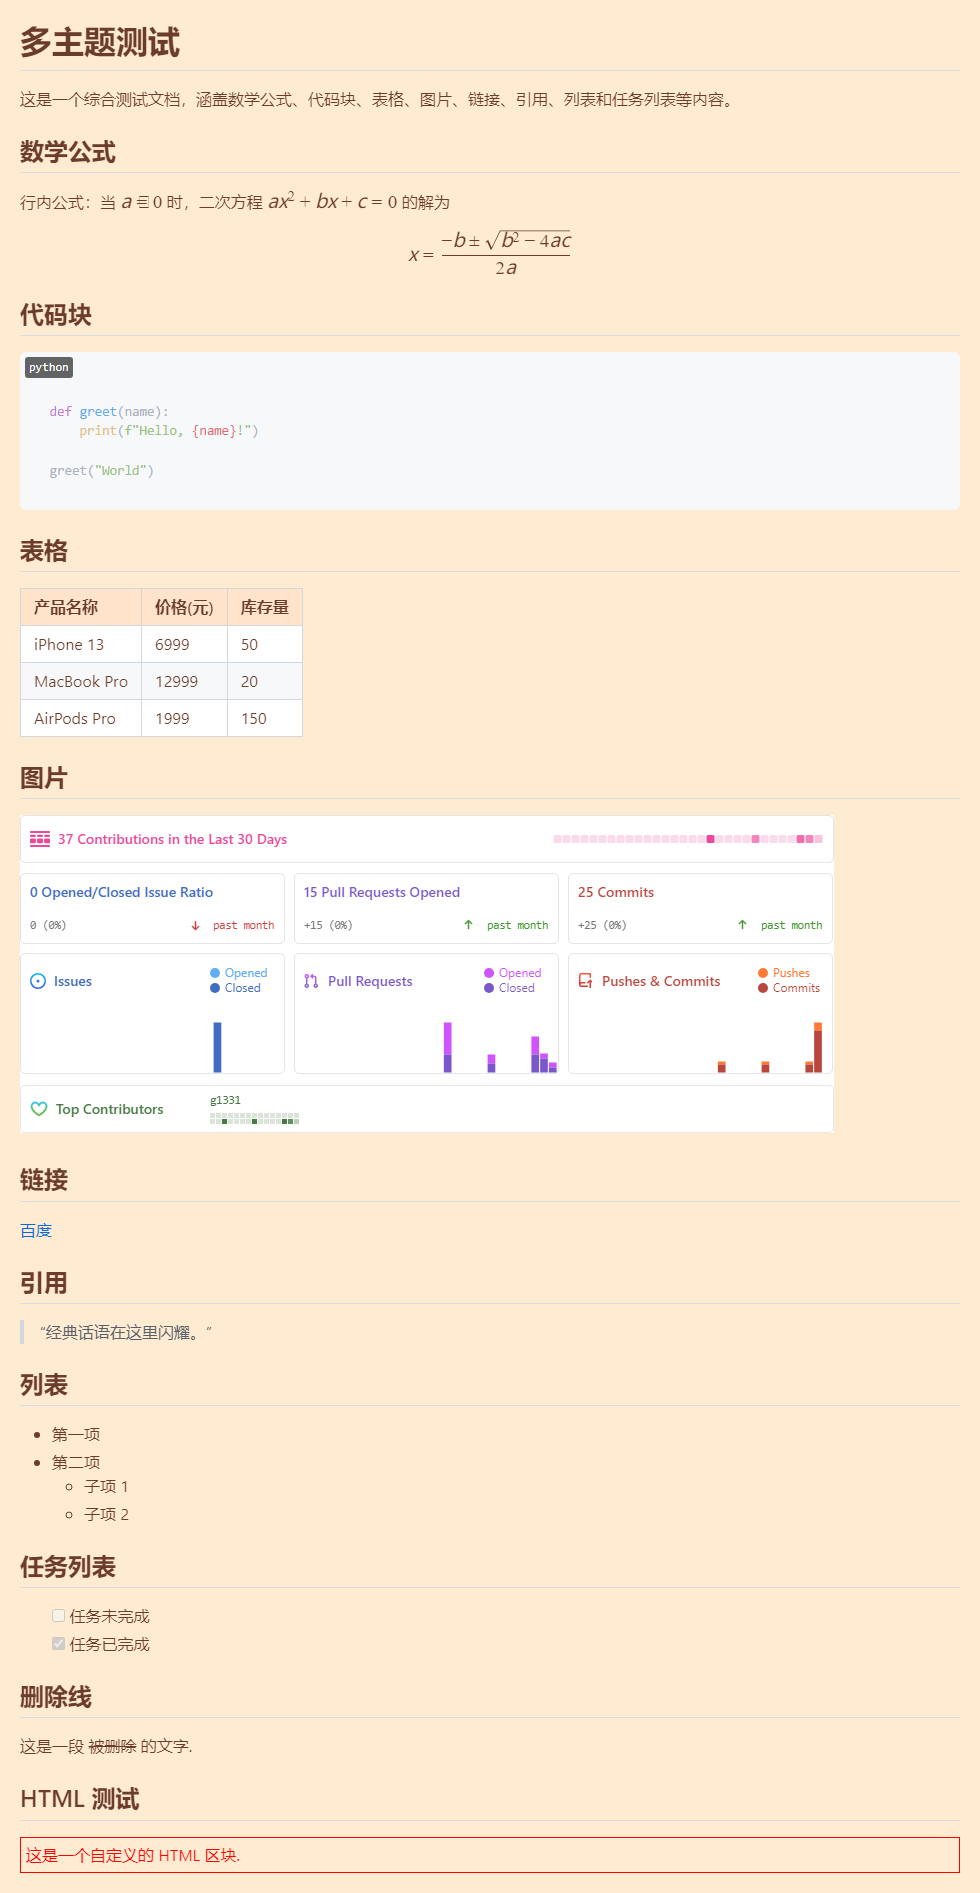 多主题测试
这是一个综合测试文档，涵盖数学公式、代码块、表格、图片、链接、引用、列表和任务列表等内容。
数学公式
行内公式：当 a ≡ 0 时，二次方程 ax² + bx + c = 0 的解为
x = (−b ± √(b² − 4ac)) / 2a
代码块
python
def greet(name):
    print(f"Hello, {name}!")
greet("World")
表格
产品名称 价格(元) 库存量
iPhone 13 6999 50
MacBook Pro 12999 20
AirPods Pro 1999 150
图片
37 Contributions in the Last 30 Days
0 Opened/Closed Issue Ratio 15 Pull Requests Opened 25 Commits
0 (0%) ↓ past month +15 (0%) ↑ past month +25 (0%) ↑ past month
Issues Opened Closed Pull Requests Opened Closed Pushes & Commits Pushes Commits
Top Contributors g1331
链接
百度
引用
“经典话语在这里闪耀。”
列表
第一项
第二项
子项 1
子项 2
任务列表
任务未完成
任务已完成
删除线
这是一段 被删除 的文字.
HTML 测试
这是一个自定义的 HTML 区块.